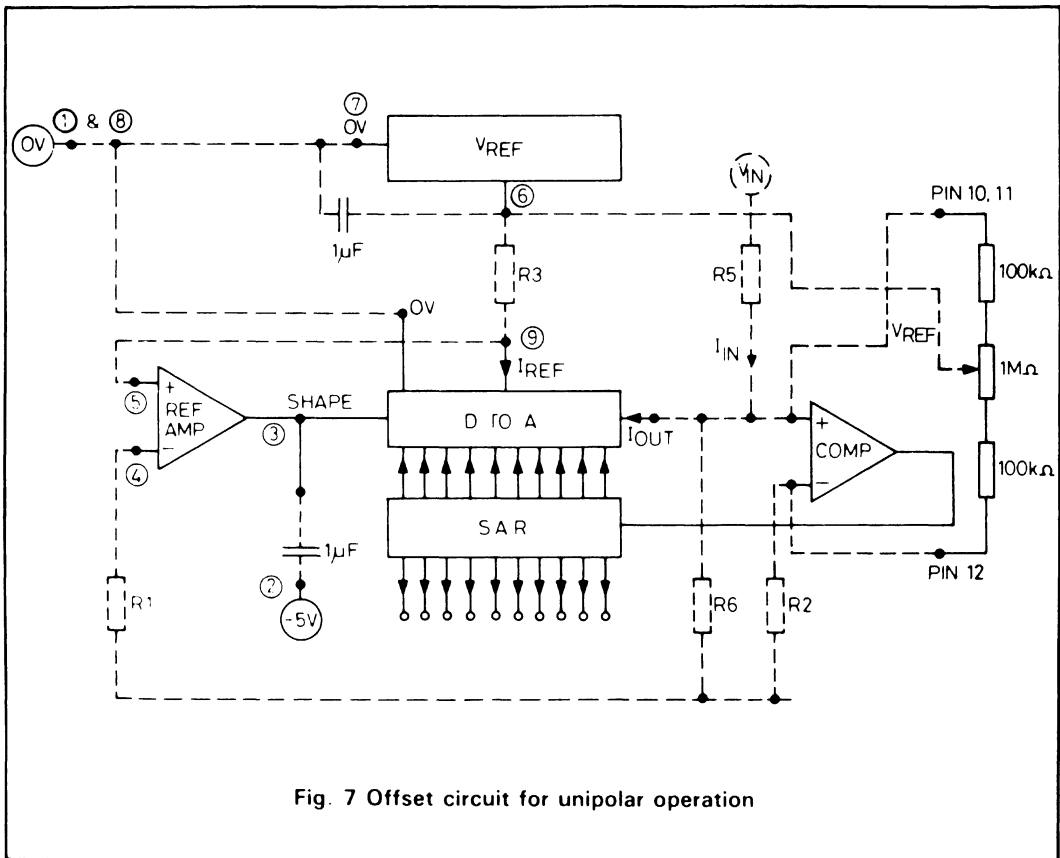 ① & ⑧
0V
⑦
0V
VREF
⑥
1µF
R3
VIN
R5
IIN
PIN 10, 11
100kΩ
VREF
1MΩ
100kΩ
0V
⑨
IREF
⑤
+
REF
AMP
−
④
SHAPE
③
D TO A
IOUT
+
COMP
−
SAR
1µF
②
-5V
R1
R6
R2
PIN 12
Fig. 7 Offset circuit for unipolar operation